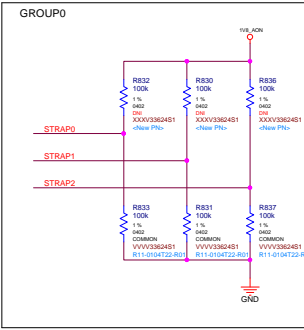 GROUP0
1V8_AON
R832
100k
1 %
0402
DNI
XXXV33624S1
<New PN>
R830
100k
1 %
0402
DNI
XXXV33624S1
<New PN>
R836
100k
1 %
0402
DNI
XXXV33624S1
<New PN>
STRAP0
STRAP1
STRAP2
R833
100k
1 %
0402
COMMON
VVVV33624S1
R11-0104T22-R01
R831
100k
1 %
0402
COMMON
VVVV33624S1
R11-0104T22-R01
R837
100k
1 %
0402
COMMON
VVVV33624S1
R11-0104T22-R
GND